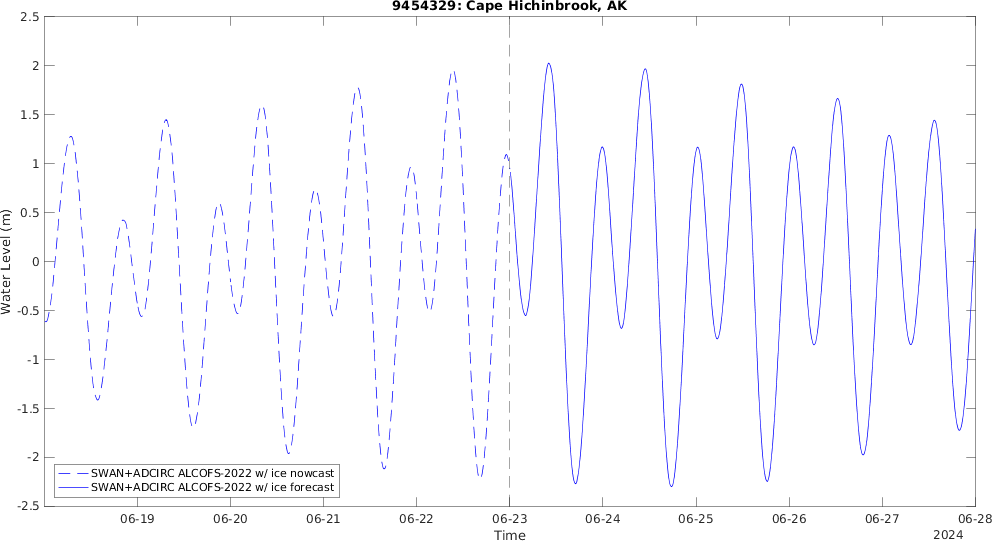 9454329: Cape Hichinbrook, AK
2.5
2
1.5
1
0.5
0
-0.5
-1
-1.5
-2
-2.5
Water Level (m)
SWAN+ADCIRC ALCOFS-2022 w/ ice nowcast
SWAN+ADCIRC ALCOFS-2022 w/ ice forecast
06-19 06-20 06-21 06-22 06-23 06-24 06-25 06-26 06-27 06-28
Time
2024